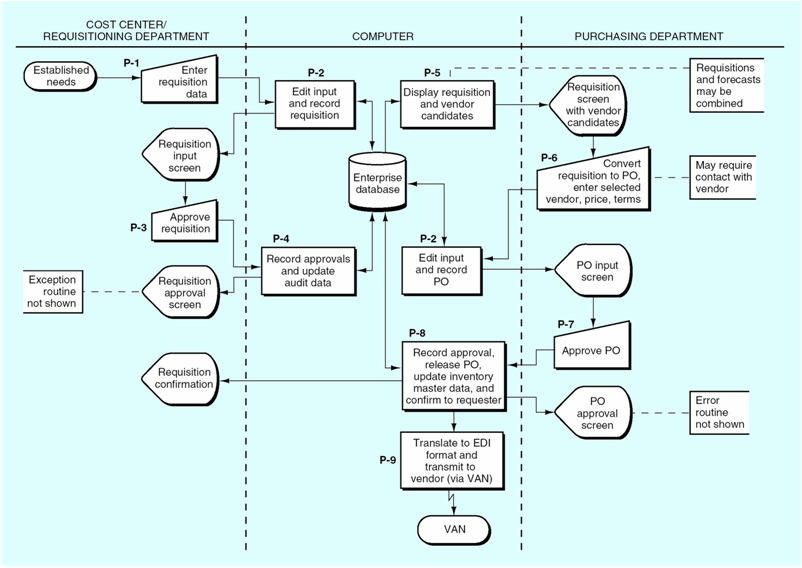 COST CENTER/
REQUISITIONING DEPARTMENT
COMPUTER
PURCHASING DEPARTMENT
Established
needs
P-1
Enter
requisition
data
P-2
Edit input
and record
requisition
P-5
Display requisition
and vendor
candidates
Requisition
screen
with vendor
candidates
Requisitions
and forecasts
may be
combined
Requisition
input
screen
Enterprise
database
P-6
Convert
requisition to PO,
enter selected
vendor, price, terms
May require
contact with
vendor
P-3
Approve
requisition
P-4
Record approvals
and update
audit data
P-2
Edit input
and record
PO
PO input
screen
Exception
routine
not shown
Requisition
approval
screen
P-7
Approve PO
P-8
Record approval,
release PO,
update inventory
master data, and
confirm to requester
Requisition
confirmation
PO
approval
screen
Error
routine
not shown
P-9
Translate to EDI
format and
transmit to
vendor (via VAN)
VAN